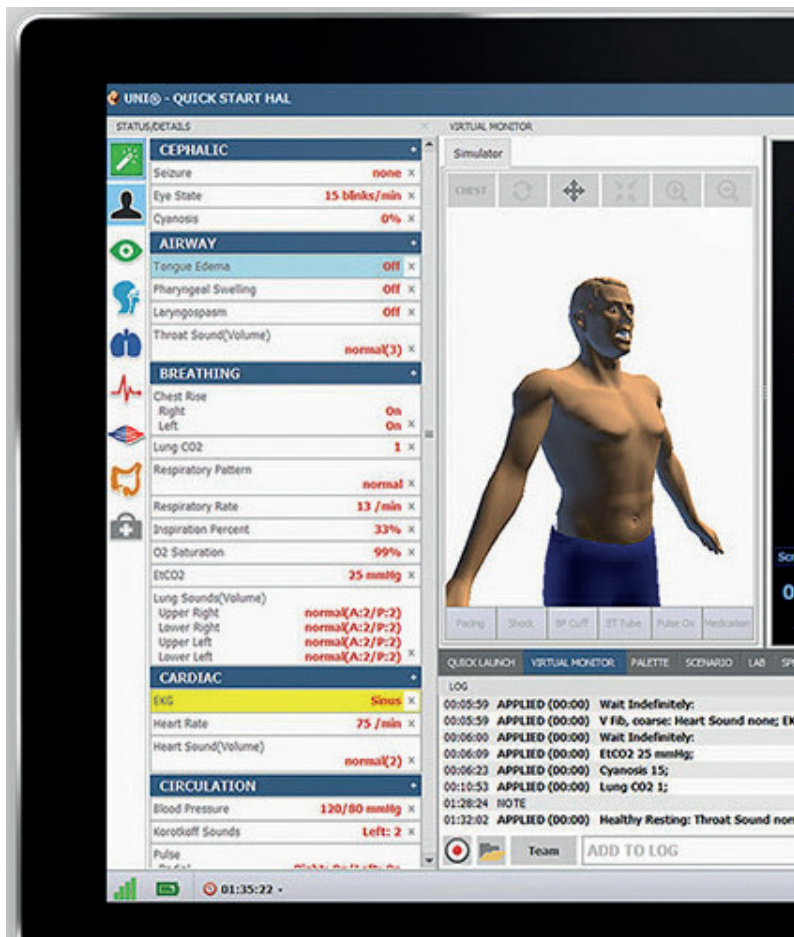 UNI® - QUICK START HAL
STATUS/DETAILS
CEPHALIC
Seizure none
Eye State 15 blinks/min
Cyanosis 0%
AIRWAY
Tongue Edema Off
Pharyngeal Swelling Off
Laryngospasm Off
Throat Sound(Volume)
normal(3)
BREATHING
Chest Rise
Right On
Left On
Lung CO2 1
Respiratory Pattern
normal
Respiratory Rate 13 /min
Inspiration Percent 33%
O2 Saturation 99%
EtCO2 25 mmHg
Lung Sounds(Volume)
Upper Right normal(A:2/P:2)
Lower Right normal(A:2/P:2)
Upper Left normal(A:2/P:2)
Lower Left normal(A:2/P:2)
CARDIAC
EKG Sinus
Heart Rate 75 /min
Heart Sound(Volume)
normal(2)
CIRCULATION
Blood Pressure 120/80 mmHg
Korotkoff Sounds Left: 2
Pulse
01:35:22
VIRTUAL MONITOR
Simulator
CHEST
Pacing Shock BP Cuff ET Tube Pulse Ox Medication
QUICK LAUNCH VIRTUAL MONITOR PALETTE SCENARIO LAB
LOG
00:05:59 APPLIED (00:00) Wait Indefinitely:
00:05:59 APPLIED (00:00) V Fib, coarse: Heart Sound none;
00:06:00 APPLIED (00:00) Wait Indefinitely:
00:06:09 APPLIED (00:00) EtCO2 25 mmHg;
00:06:23 APPLIED (00:00) Cyanosis 15;
00:10:53 APPLIED (00:00) Lung CO2 1;
01:28:24 NOTE
01:32:02 APPLIED (00:00) Healthy Resting: Throat Sound
Team ADD TO LOG